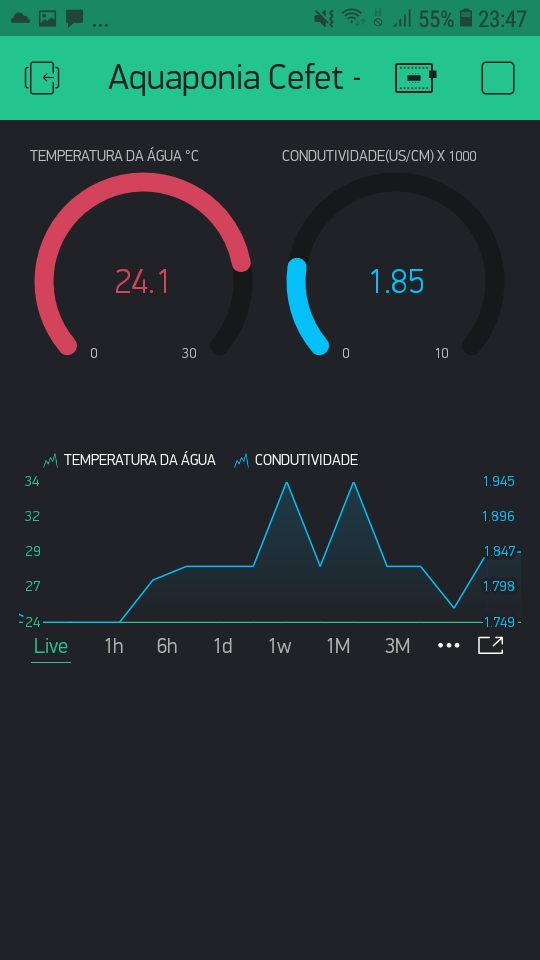 ... 55% 23:47
Aquaponia Cefet -
TEMPERATURA DA ÁGUA °C CONDUTIVIDADE(US/CM) X 1000
24.1 1.85
0 30 0 10
TEMPERATURA DA ÁGUA CONDUTIVIDADE
34 1.945
32 1.896
29 1.847
27 1.798
24 1.749
Live 1h 6h 1d 1w 1M 3M •••